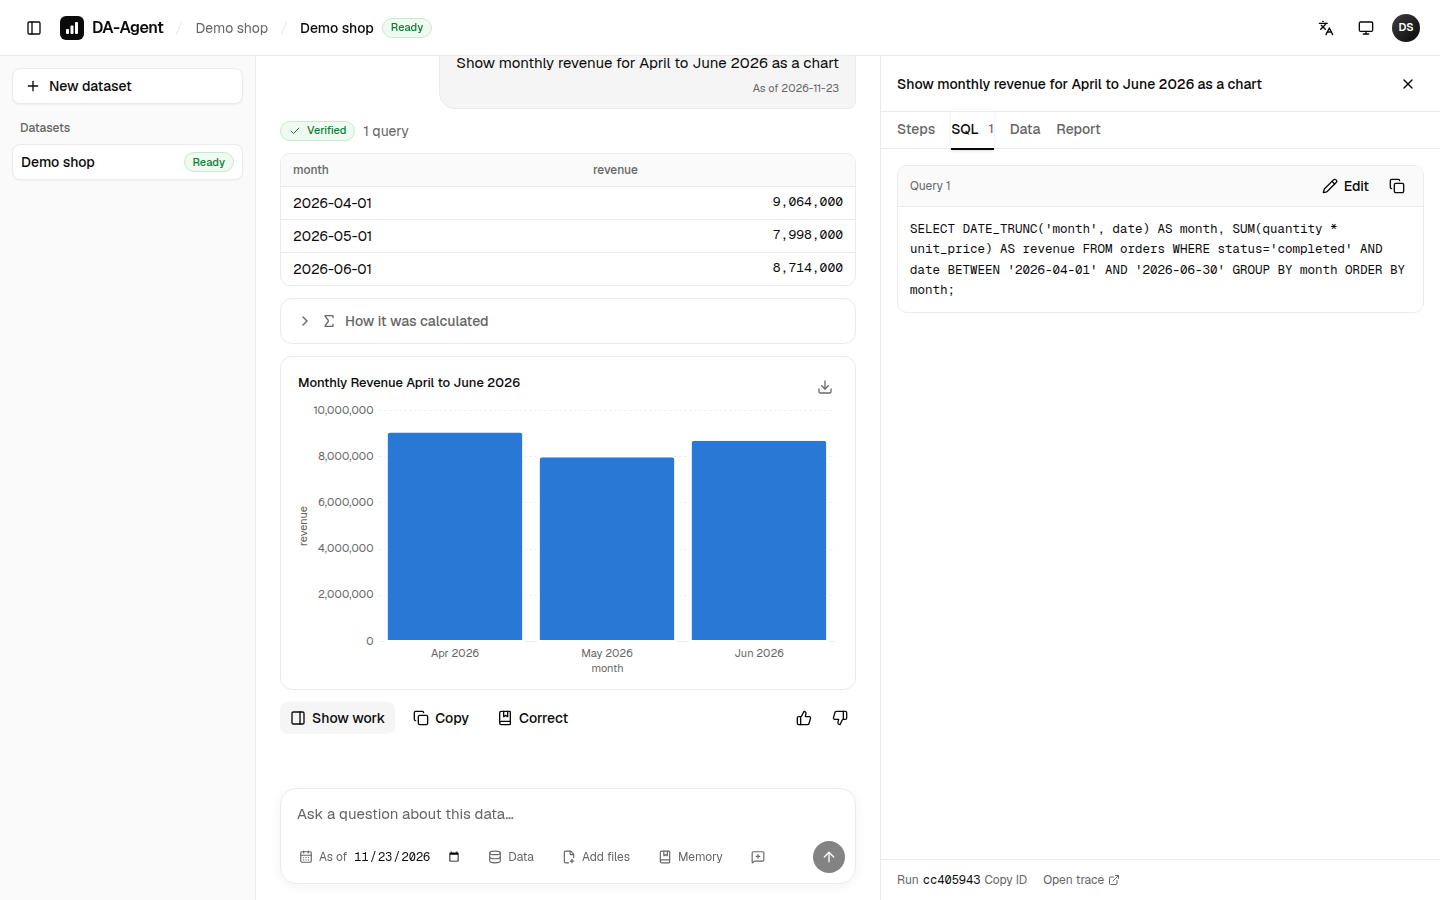 DA-Agent / Demo shop / Demo shop Ready
DS
New dataset
Datasets
Demo shop Ready
Show monthly revenue for April to June 2026 as a chart
As of 2026-11-23
Verified 1 query
month revenue
2026-04-01 9,064,000
2026-05-01 7,998,000
2026-06-01 8,714,000
How it was calculated
Monthly Revenue April to June 2026
10,000,000
8,000,000
6,000,000
4,000,000
2,000,000
0
revenue
Apr 2026 May 2026 Jun 2026
month
Show work Copy Correct
Ask a question about this data...
As of 11/23/2026 Data Add files Memory
Show monthly revenue for April to June 2026 as a chart
Steps SQL 1 Data Report
Query 1 Edit
SELECT DATE_TRUNC('month', date) AS month, SUM(quantity *
unit_price) AS revenue FROM orders WHERE status='completed' AND
date BETWEEN '2026-04-01' AND '2026-06-30' GROUP BY month ORDER BY
month;
Run cc405943 Copy ID Open trace